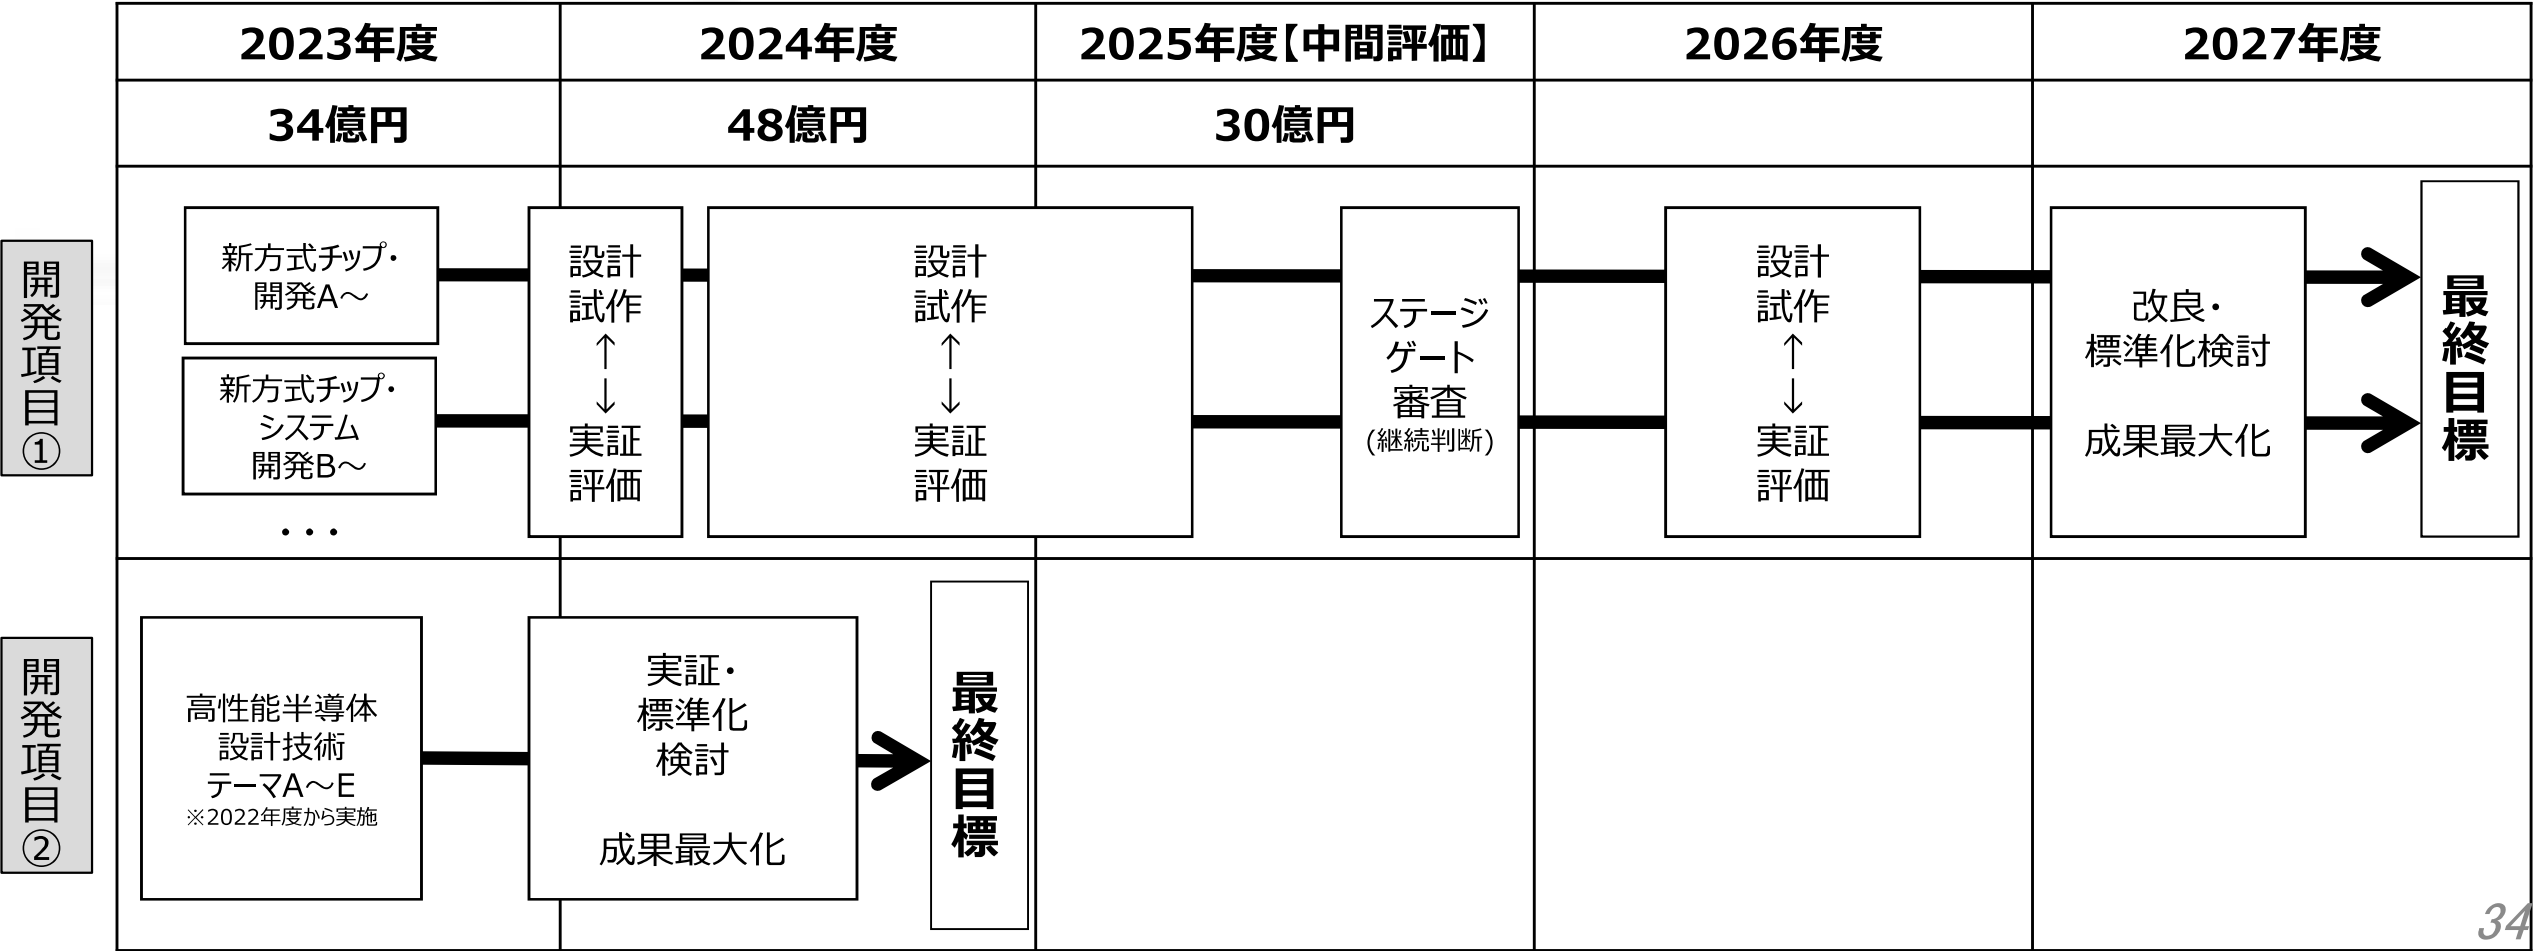 2023年度
2024年度
2025年度【中間評価】
2026年度
2027年度
34億円
48億円
30億円
開発項目①
新方式チップ・
開発A～
新方式チップ・
システム
開発B～
・・・
設計
試作
↑
↓
実証
評価
設計
試作
↑
↓
実証
評価
ステージ
ゲート
審査
(継続判断)
設計
試作
↑
↓
実証
評価
改良・
標準化検討
成果最大化
最終目標
開発項目②
高性能半導体
設計技術
テーマA～E
※2022年度から実施
実証・
標準化
検討
成果最大化
最終目標
34